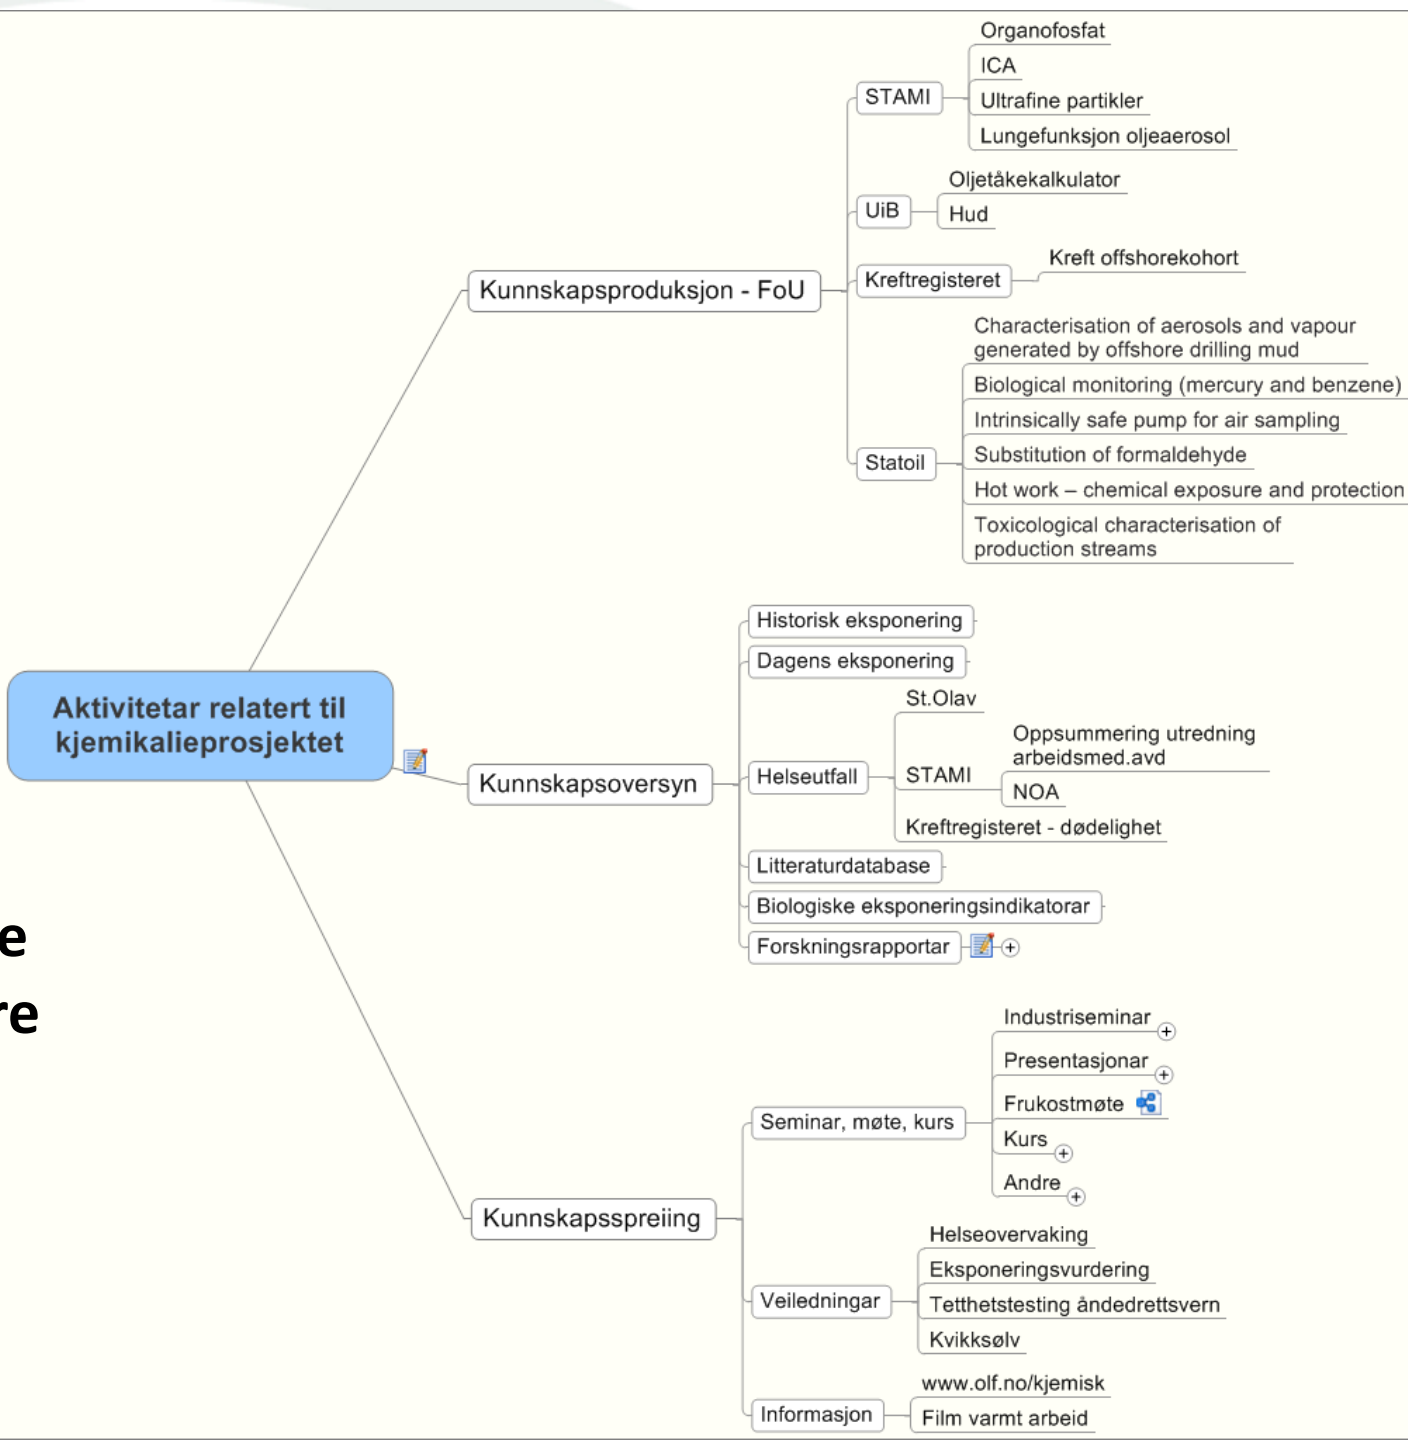 Aktivitetar relatert til
kjemikalieprosjektet
Kunnskapsproduksjon - FoU
STAMI
Organofosfat
ICA
Ultrafine partikler
Lungefunksjon oljeaerosol
UiB
Oljetåkekalkulator
Hud
Kreftregisteret
Kreft offshorekohort
Statoil
Characterisation of aerosols and vapour
generated by offshore drilling mud
Biological monitoring (mercury and benzene)
Intrinsically safe pump for air sampling
Substitution of formaldehyde
Hot work – chemical exposure and protection
Toxicological characterisation of
production streams
Kunnskapsoversyn
Historisk eksponering
Dagens eksponering
Helseutfall
St.Olav
STAMI
Oppsummering utredning
arbeidsmed.avd
NOA
Kreftregisteret - dødelighet
Litteraturdatabase
Biologiske eksponeringsindikatorar
Forskningsrapportar
e
re
Kunnskapsspreiing
Seminar, møte, kurs
Industriseminar
Presentasjonar
Frukostmøte
Kurs
Andre
Veiledningar
Helseovervaking
Eksponeringsvurdering
Tetthetstesting åndedrettsvern
Kvikksølv
Informasjon
www.olf.no/kjemisk
Film varmt arbeid